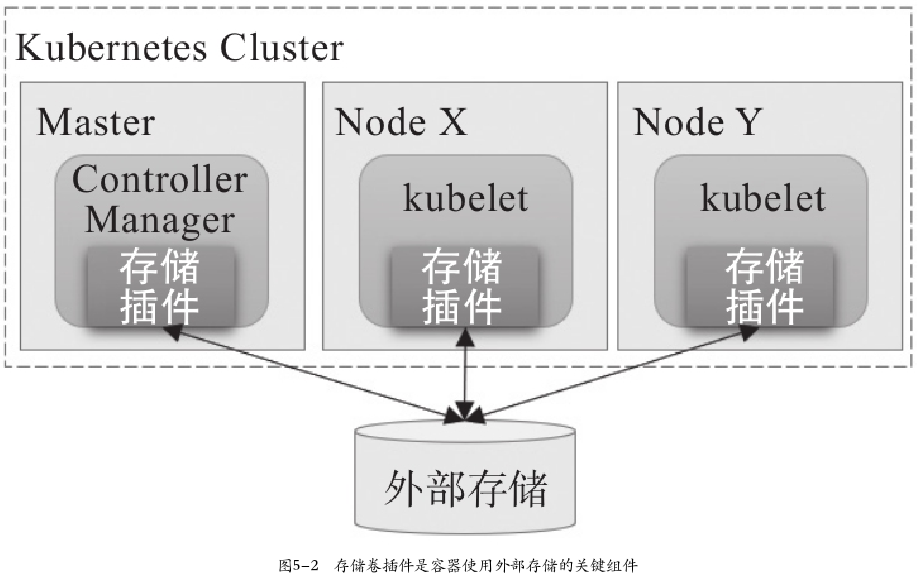 Kubernetes Cluster
Master
Controller
Manager
存储
插件
Node X
kubelet
存储
插件
Node Y
kubelet
存储
插件
外部存储
图5-2 存储卷插件是容器使用外部存储的关键组件